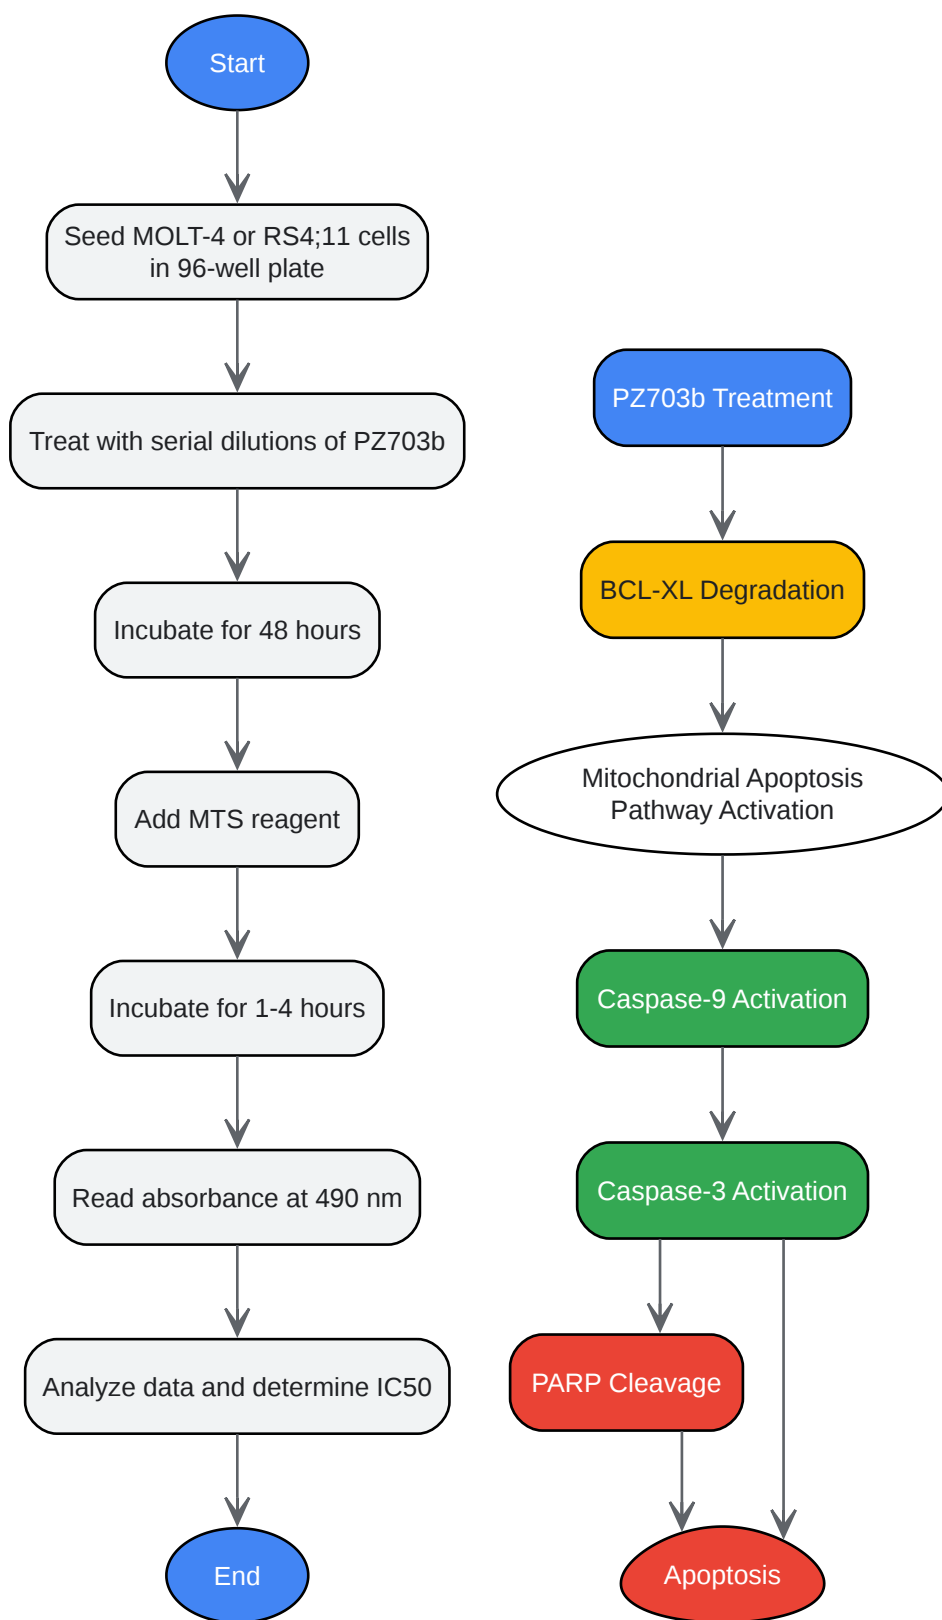 Start
Seed MOLT-4 or RS4;11 cells
in 96-well plate
Treat with serial dilutions of PZ703b
Incubate for 48 hours
Add MTS reagent
Incubate for 1-4 hours
Read absorbance at 490 nm
Analyze data and determine IC50
End
PZ703b Treatment
BCL-XL Degradation
Mitochondrial Apoptosis
Pathway Activation
Caspase-9 Activation
Caspase-3 Activation
PARP Cleavage
Apoptosis